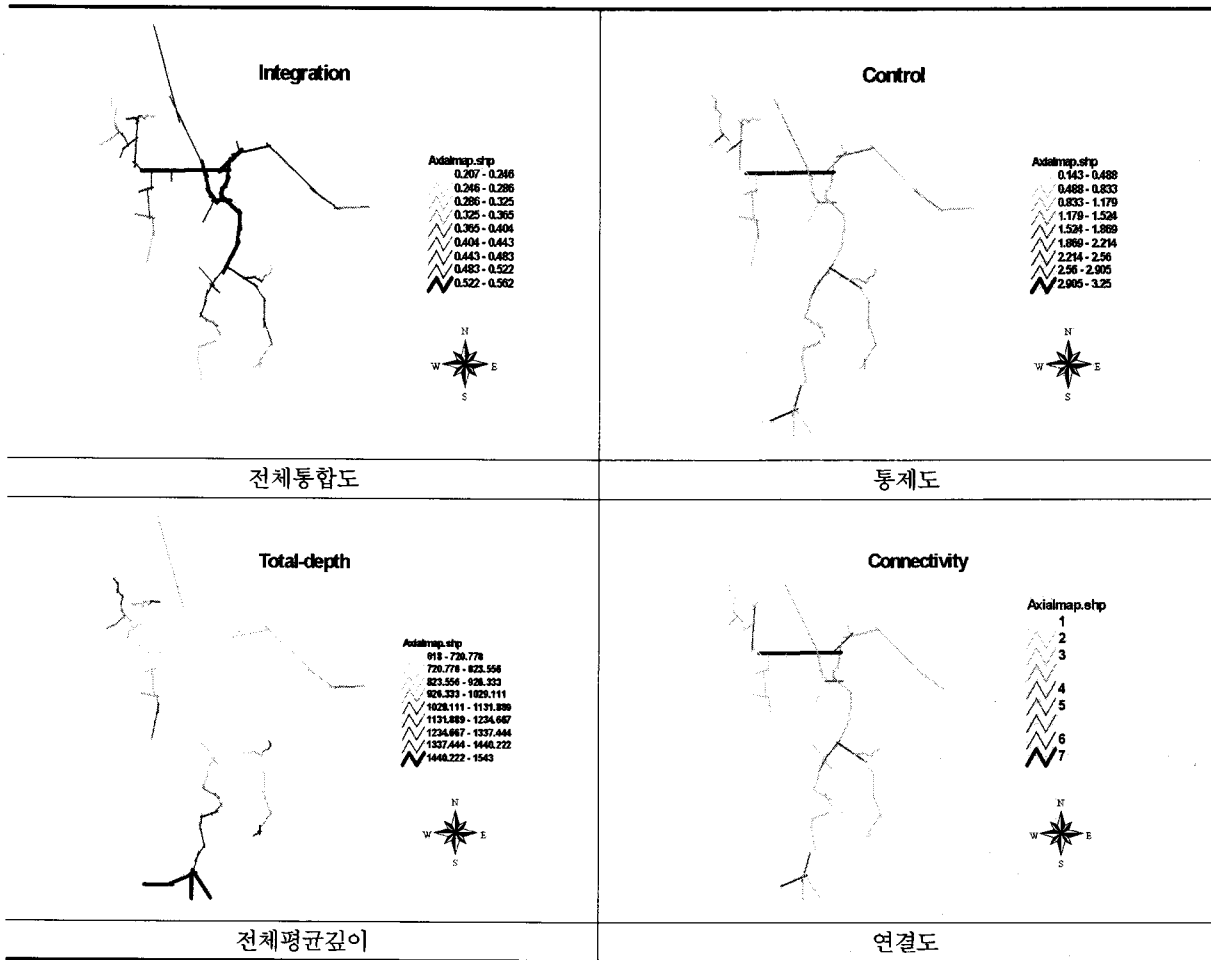 Integration
Axialmap.shp
0.207 - 0.246
0.246 - 0.286
0.286 - 0.325
0.325 - 0.365
0.365 - 0.404
0.404 - 0.443
0.443 - 0.483
0.483 - 0.522
0.522 - 0.562
N
W E
S
전체통합도
Control
Axialmap.shp
0.143 - 0.488
0.488 - 0.833
0.833 - 1.179
1.179 - 1.524
1.524 - 1.869
1.869 - 2.214
2.214 - 2.56
2.56 - 2.905
2.905 - 3.25
N
W E
S
통제도
Total-depth
Axialmap.shp
618 - 720.778
720.778 - 823.556
823.556 - 926.333
926.333 - 1029.111
1029.111 - 1131.889
1131.889 - 1234.667
1234.667 - 1337.444
1337.444 - 1440.222
1440.222 - 1543
N
W E
S
전체평균깊이
Connectivity
Axialmap.shp
1
2
3
4
5
6
7
N
W E
S
연결도